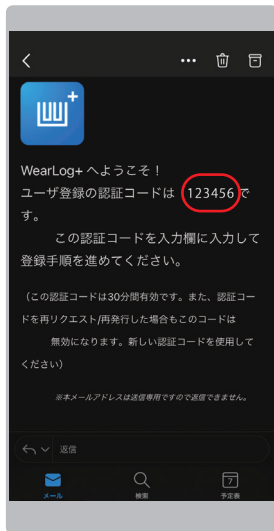 WearLog+ へようこそ！
ユーザ登録の認証コードは 123456 で
す。
この認証コードを入力欄に入力して
登録手順を進めてください。
（この認証コードは30分間有効です。また、認証コー
ドを再リクエスト/再発行した場合もこのコードは
無効になります。新しい認証コードを使用して
ください）
※本メールアドレスは送信専用ですので返信できません。
返信
7
メール 検索 予定表